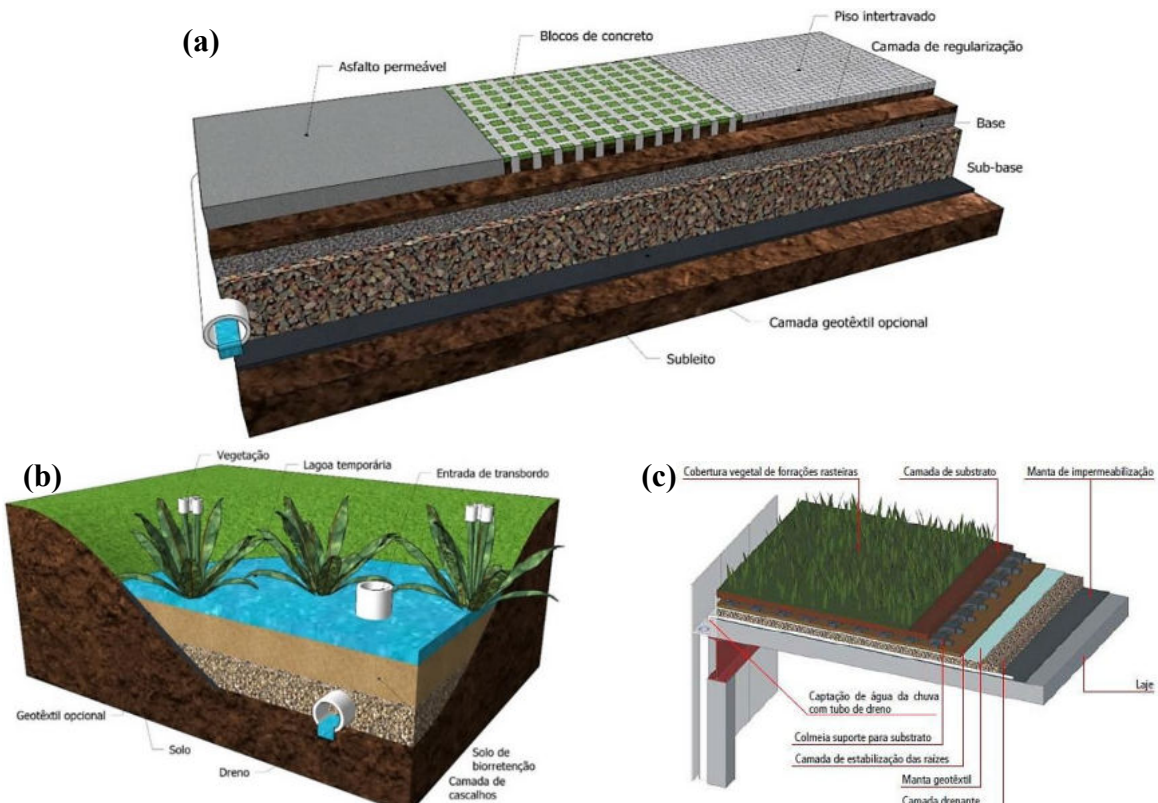 (a)
Asfalto permeável
Blocos de concreto
Piso intertravado
Camada de regularização
Base
Sub-base
Camada geotêxtil opcional
Subleito
(b)
Vegetação
Lagoa temporária
Entrada de transbordo
Geotêxtil opcional
Solo
Dreno
Solo de
biorretenção
Camada de
cascalhos
(c)
Cobertura vegetal de forrações rasteiras
Camada de substrato
Manta de impermeabilização
Laje
Captação de água da chuva
com tubo de dreno
Colmeia suporte para substrato
Camada de estabilização das raízes
Manta geotêxtil
Camada drenante